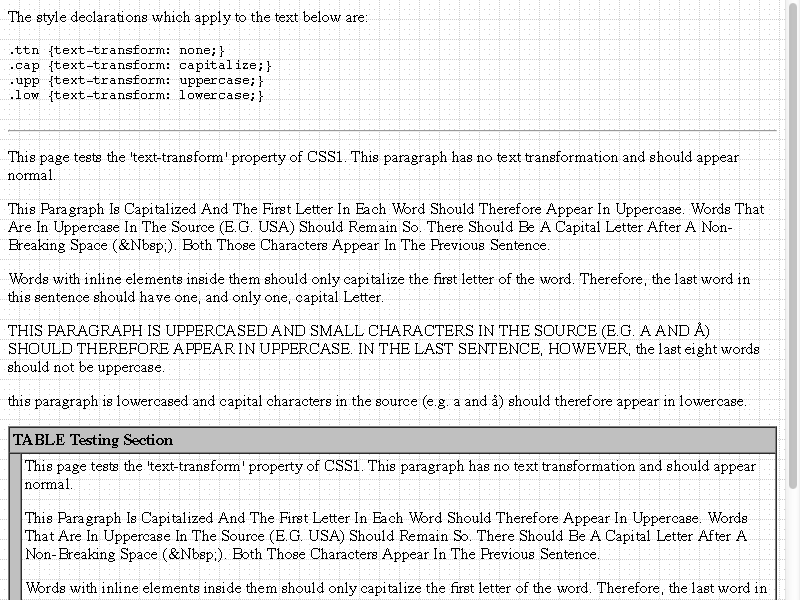 The style declarations which apply to the text below are:
.ttn {text-transform: none;}
.cap {text-transform: capitalize;}
.upp {text-transform: uppercase;}
.low {text-transform: lowercase;}
This page tests the 'text-transform' property of CSS1. This paragraph has no text transformation and should appear
normal.
This Paragraph Is Capitalized And The First Letter In Each Word Should Therefore Appear In Uppercase. Words That
Are In Uppercase In The Source (E.G. USA) Should Remain So. There Should Be A Capital Letter After A Non-
Breaking Space (&Nbsp;). Both Those Characters Appear In The Previous Sentence.
Words with inline elements inside them should only capitalize the first letter of the word. Therefore, the last word in
this sentence should have one, and only one, capital Letter.
THIS PARAGRAPH IS UPPERCASED AND SMALL CHARACTERS IN THE SOURCE (E.G. A AND Å)
SHOULD THEREFORE APPEAR IN UPPERCASE. IN THE LAST SENTENCE, HOWEVER, the last eight words
should not be uppercase.
this paragraph is lowercased and capital characters in the source (e.g. a and å) should therefore appear in lowercase.
TABLE Testing Section
This page tests the 'text-transform' property of CSS1. This paragraph has no text transformation and should appear
normal.
This Paragraph Is Capitalized And The First Letter In Each Word Should Therefore Appear In Uppercase. Words
That Are In Uppercase In The Source (E.G. USA) Should Remain So. There Should Be A Capital Letter After A
Non-Breaking Space (&Nbsp;). Both Those Characters Appear In The Previous Sentence.
Words with inline elements inside them should only capitalize the first letter of the word. Therefore, the last word in